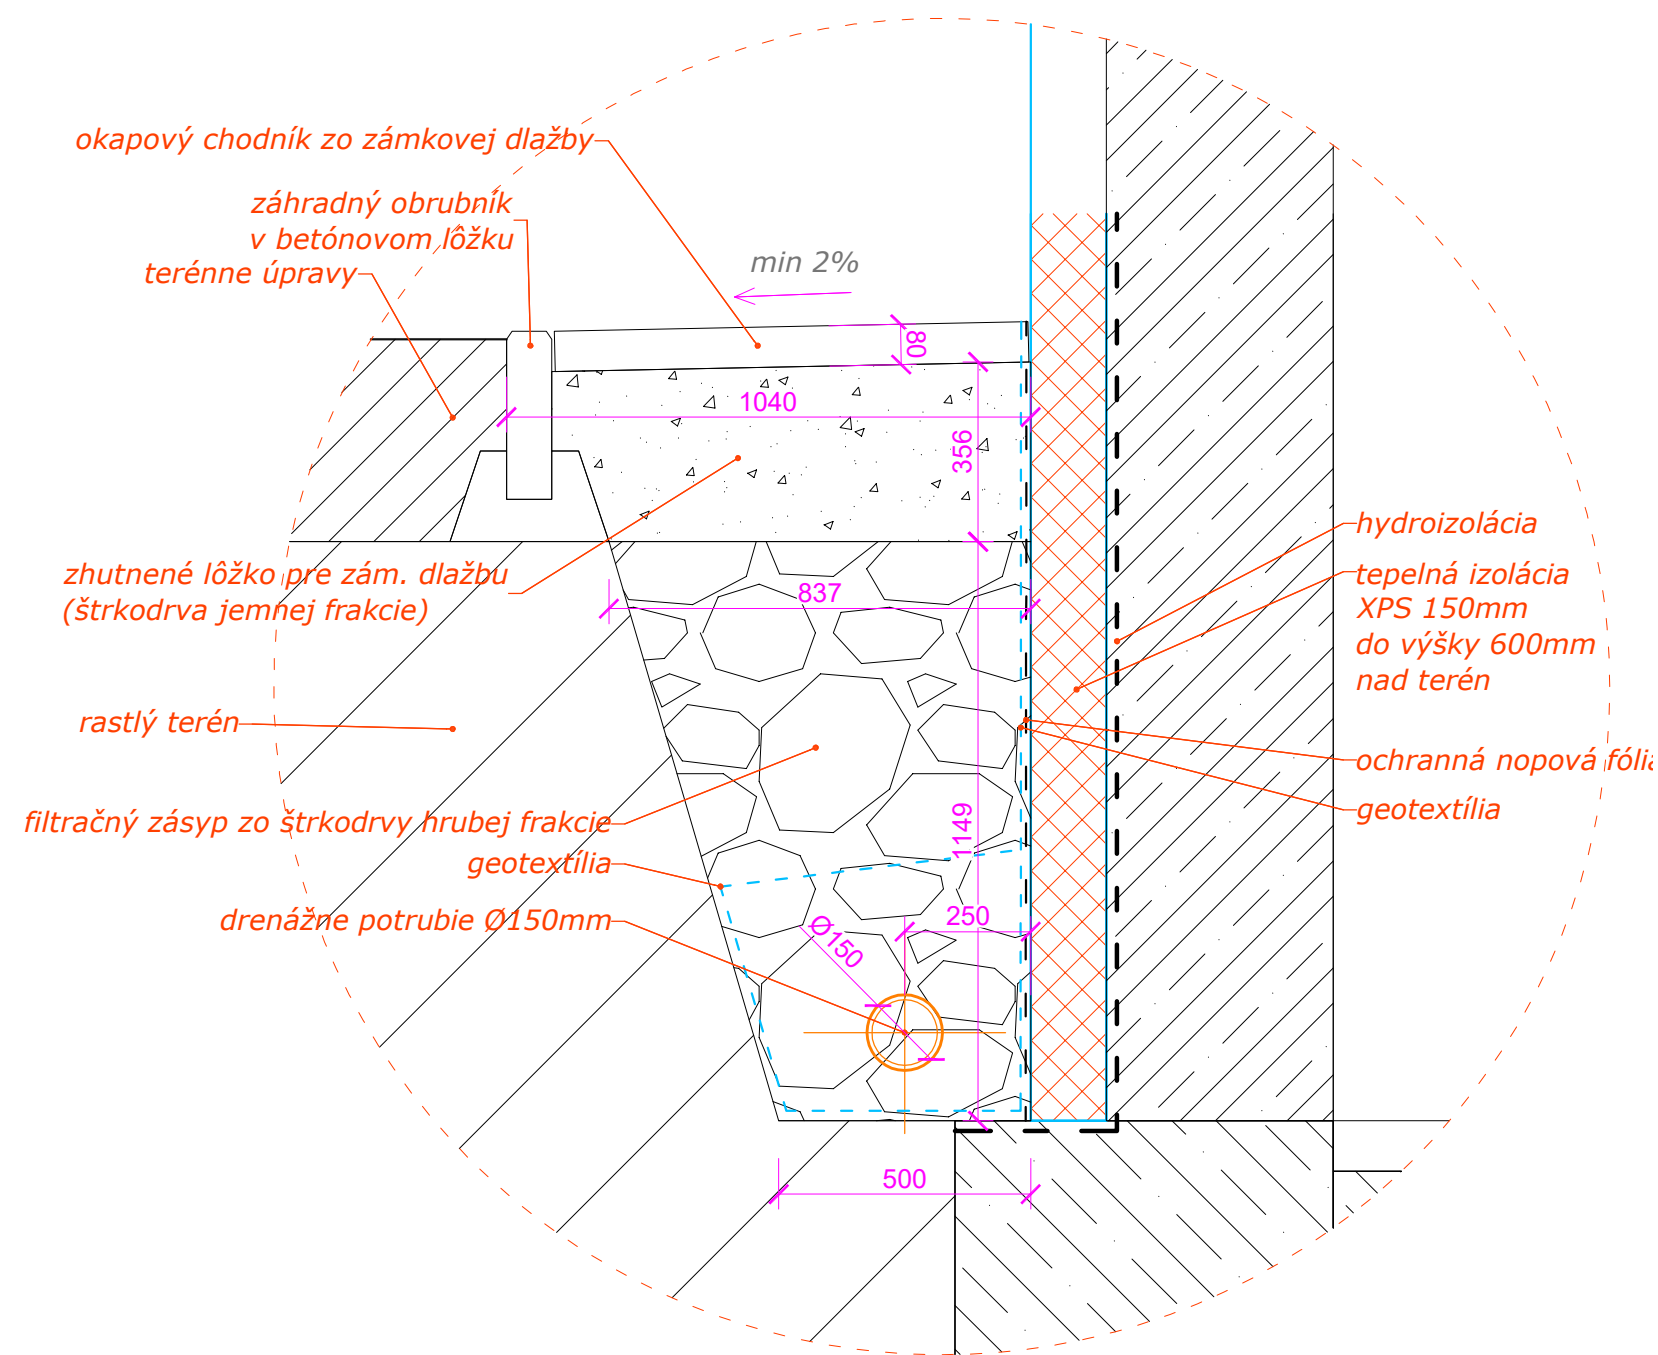 okapový chodník zo zámkovej dlažby
záhradný obrubník
v betónovom lôžku
terénne úpravy
min 2%
80
1040
356
hydroizolácia
zhutnené lôžko pre zám. dlažbu
(štrkodrva jemnej frakcie)
837
tepelná izolácia
XPS 150mm
do výšky 600mm
nad terén
rastlý terén
ochranná nopová fólia
geotextília
filtračný zásyp zo štrkodrvy hrubej frakcie
1149
geotextília
drenážne potrubie Ø150mm
250
Ø150
500